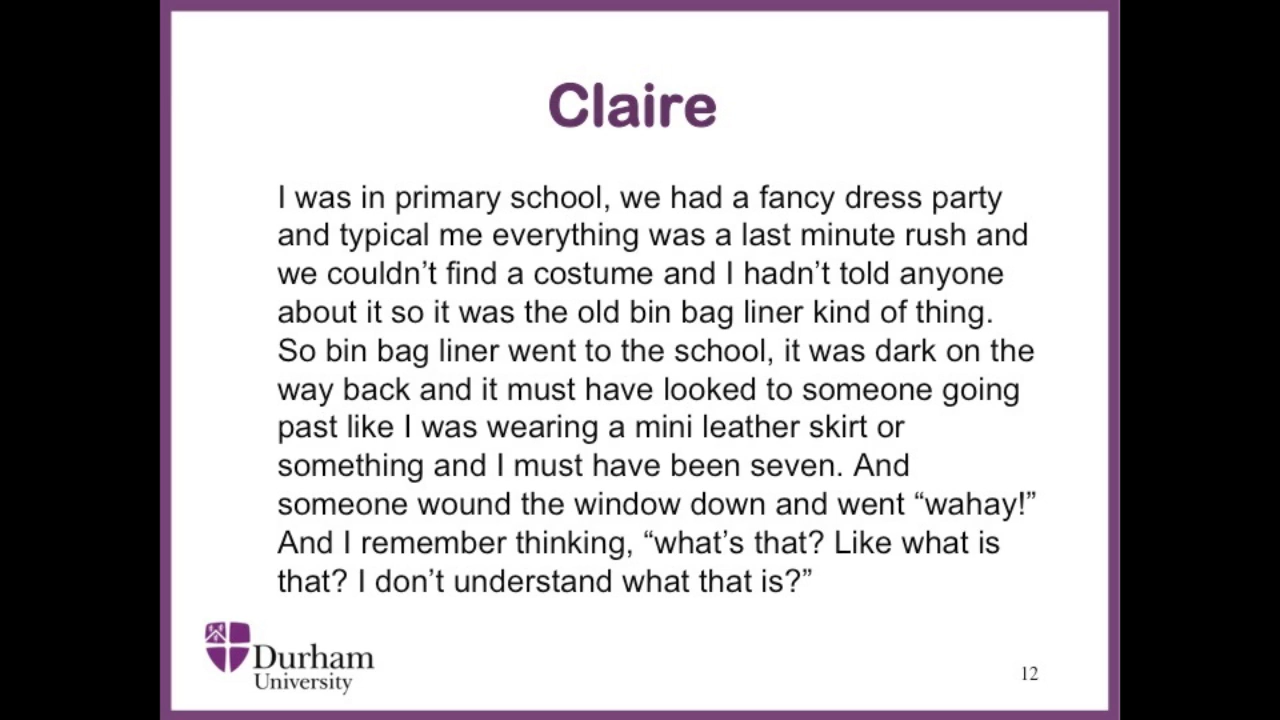 Claire
I was in primary school, we had a fancy dress party
and typical me everything was a last minute rush and
we couldn’t find a costume and I hadn’t told anyone
about it so it was the old bin bag liner kind of thing.
So bin bag liner went to the school, it was dark on the
way back and it must have looked to someone going
past like I was wearing a mini leather skirt or
something and I must have been seven. And
someone wound the window down and went “wahay!”
And I remember thinking, “what’s that? Like what is
that? I don’t understand what that is?”
Durham
University
12